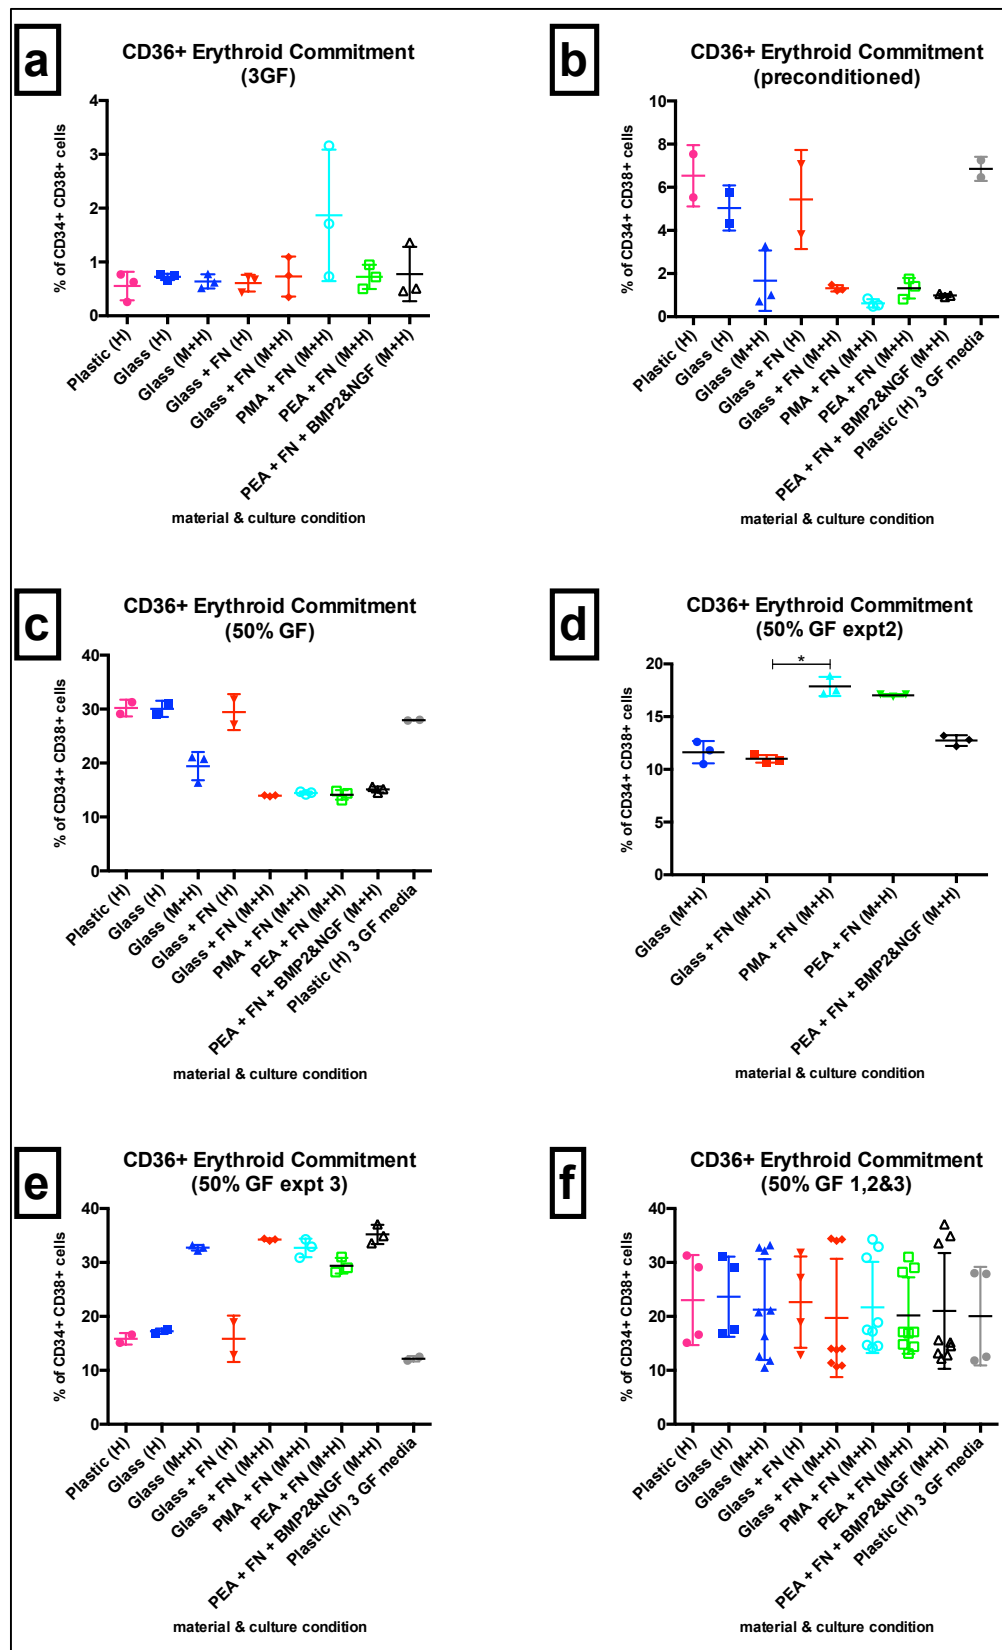 a
CD36+ Erythroid Commitment
(3GF)
% of CD34+ CD38+ cells
4
3
2
1
0
Plastic (H)
Glass (H)
Glass (M+H)
Glass + FN (H)
Glass + FN (M+H)
PMA + FN (M+H)
PEA + FN (M+H)
PEA + FN + BMP2&NGF (M+H)
material & culture condition
b
CD36+ Erythroid Commitment
(preconditioned)
% of CD34+ CD38+ cells
10
8
6
4
2
0
Plastic (H)
Glass (H)
Glass (M+H)
Glass + FN (H)
Glass + FN (M+H)
PMA + FN (M+H)
PEA + FN (M+H)
PEA + FN + BMP2&NGF (M+H)
Plastic (H) 3 GF media
material & culture condition
c
CD36+ Erythroid Commitment
(50% GF)
% of CD34+ CD38+ cells
40
30
20
10
0
Plastic (H)
Glass (H)
Glass (M+H)
Glass + FN (H)
Glass + FN (M+H)
PMA + FN (M+H)
PEA + FN (M+H)
PEA + FN + BMP2&NGF (M+H)
Plastic (H) 3 GF media
material & culture condition
d
CD36+ Erythroid Commitment
(50% GF expt2)
% of CD34+ CD38+ cells
20
15
10
5
0
*
Glass (M+H)
Glass + FN (M+H)
PMA + FN (M+H)
PEA + FN (M+H)
PEA + FN + BMP2&NGF (M+H)
material & culture condition
e
CD36+ Erythroid Commitment
(50% GF expt 3)
% of CD34+ CD38+ cells
40
30
20
10
0
Plastic (H)
Glass (H)
Glass (M+H)
Glass + FN (H)
Glass + FN (M+H)
PMA + FN (M+H)
PEA + FN (M+H)
PEA + FN + BMP2&NGF (M+H)
Plastic (H) 3 GF media
material & culture condition
f
CD36+ Erythroid Commitment
(50% GF 1,2&3)
% of CD34+ CD38+ cells
40
30
20
10
0
Plastic (H)
Glass (H)
Glass (M+H)
Glass + FN (H)
Glass + FN (M+H)
PMA + FN (M+H)
PEA + FN (M+H)
PEA + FN + BMP2&NGF (M+H)
Plastic (H) 3 GF media
material & culture condition